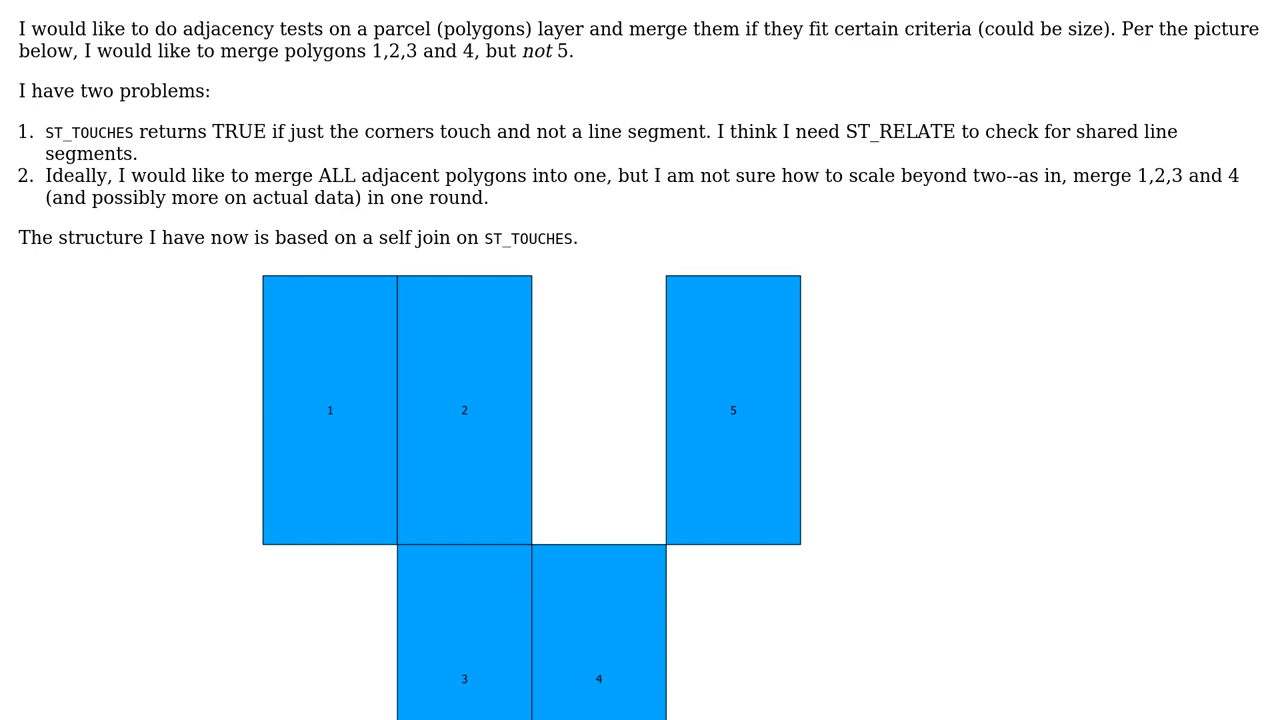 I would like to do adjacency tests on a parcel (polygons) layer and merge them if they fit certain criteria (could be size). Per the picture
below, I would like to merge polygons 1,2,3 and 4, but not 5.
I have two problems:
1. ST_TOUCHES returns TRUE if just the corners touch and not a line segment. I think I need ST_RELATE to check for shared line
segments.
2. Ideally, I would like to merge ALL adjacent polygons into one, but I am not sure how to scale beyond two--as in, merge 1,2,3 and 4
(and possibly more on actual data) in one round.
The structure I have now is based on a self join on ST_TOUCHES.
1
2
5
3
4